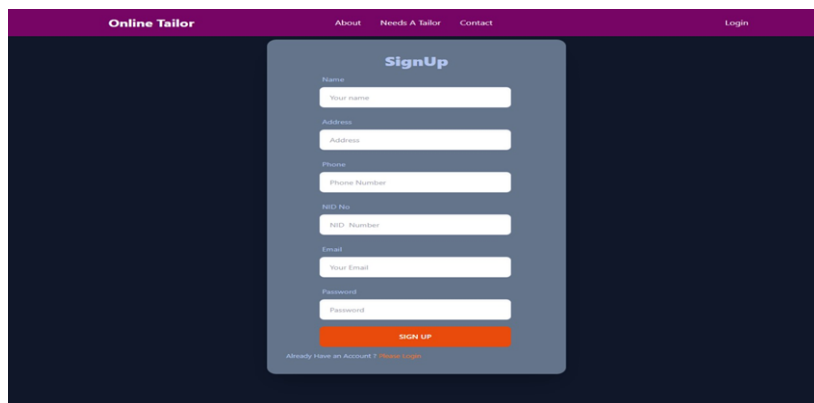 Online Tailor About Needs A Tailor Contact Login
SignUp
Name
Your name
Address
Address
Phone
Phone Number
NID No
NID Number
Email
Your Email
Password
Password
SIGN UP
Already Have an Account ? Please Login